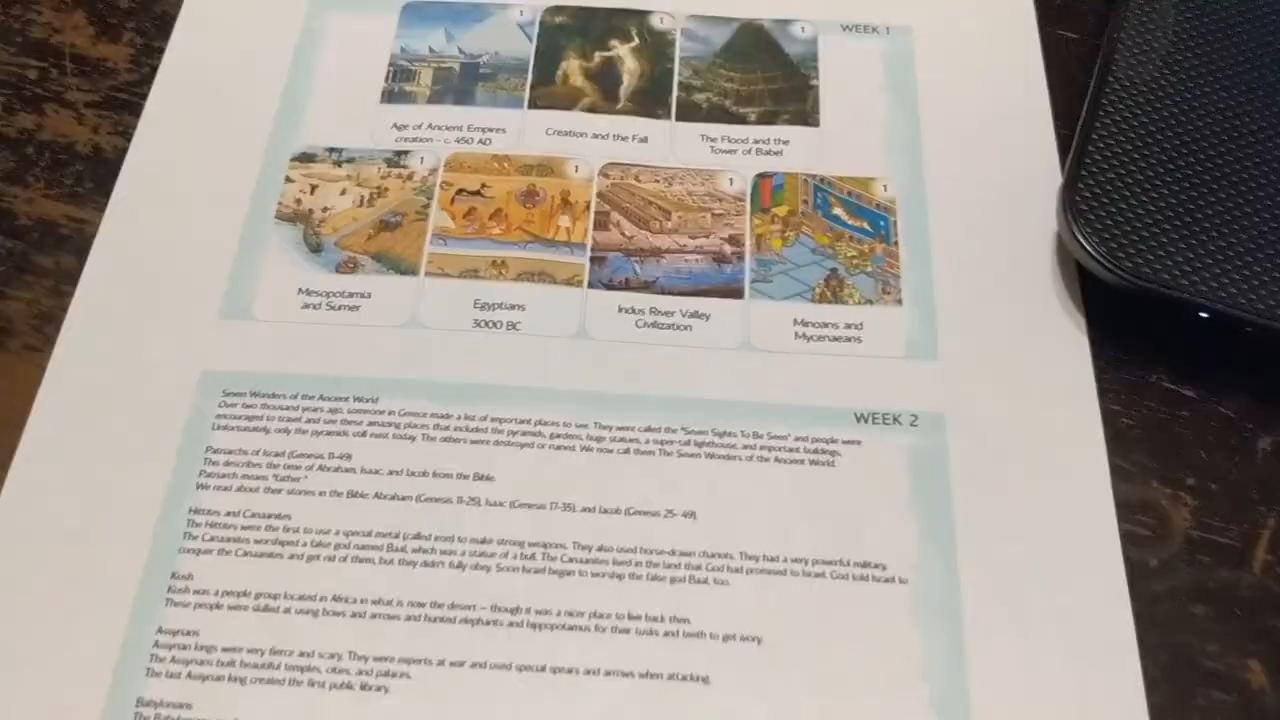 WEEK 1
1
1
1
Age of Ancient Empires
creation - c. 450 AD
Creation and the Fall
The Flood and the
Tower of Babel
1
1
1
1
Mesopotamia
and Sumer
Egyptians
3000 BC
Indus River Valley
Civilization
Minoans and
Mycenaeans
WEEK 2
Seven Wonders of the Ancient World
Over two thousand years ago, someone in Greece made a list of important places to see. They were called the "Seven Sights To Be Seen" and people were
encouraged to travel and see these amazing places that included the pyramids, gardens, huge statues, a super-tall lighthouse, and important buildings.
Unfortunately, only the pyramids still exist today. The others were destroyed or ruined. We now call them The Seven Wonders of the Ancient World.
Patriarchs of Israel (Genesis 11-49)
This describes the time of Abraham, Isaac, and Jacob from the Bible.
Patriarch means "father."
We read about their stories in the Bible: Abraham (Genesis 11-25), Isaac (Genesis 17-35), and Jacob (Genesis 25- 49).
Hittites and Canaanites
The Hittites were the first to use a special metal (called iron) to make strong weapons. They also used horse-drawn chariots. They had a very powerful military.
The Canaanites worshiped a false god named Baal, which was a statue of a bull. The Canaanites lived in the land that God had promised to Israel. God told Israel to
conquer the Canaanites and get rid of them, but they didn't fully obey. Soon Israel began to worship the false god Baal, too.
Kush
Kush was a people group located in Africa in what is now the desert – though it was a nicer place to live back then.
These people were skilled at using bows and arrows and hunted elephants and hippopotamus for their tusks and teeth to get ivory.
Assyrians
Assyrian kings were very fierce and scary. They were experts at war and used special spears and arrows when attacking.
The Assyrians built beautiful temples, cities, and palaces.
The last Assyrian king created the first public library.
Babylonians
The Babylonians